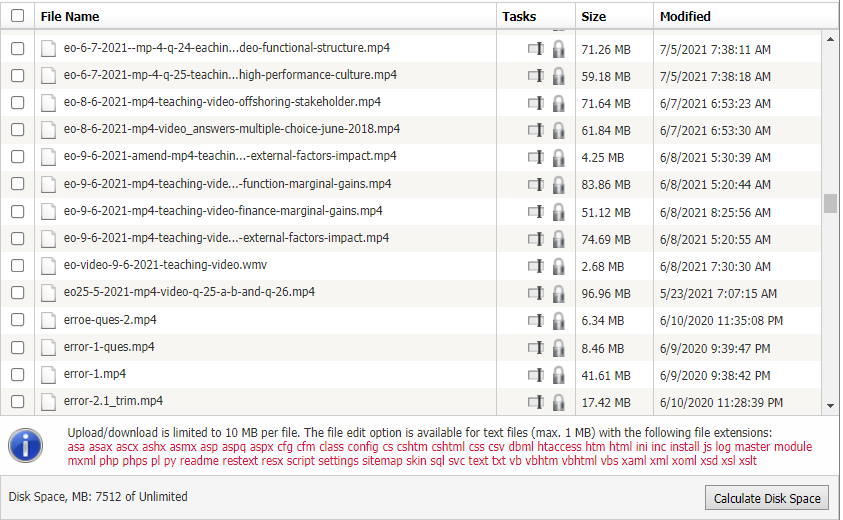 File Name Tasks Size Modified
eo-6-7-2021--mp-4-q-24-eachin...deo-functional-structure.mp4 71.26 MB 7/5/2021 7:38:11 AM
eo-6-7-2021-mp-4-q-25-teachin...high-performance-culture.mp4 59.18 MB 7/5/2021 7:38:18 AM
eo-8-6-2021-mp4-teaching-video-offshoring-stakeholder.mp4 71.64 MB 6/7/2021 6:53:23 AM
eo-8-6-2021-mp4-video_answers-multiple-choice-june-2018.mp4 61.84 MB 6/7/2021 6:53:30 AM
eo-9-6-2021-amend-mp4-teachin...-external-factors-impact.mp4 4.25 MB 6/8/2021 5:30:39 AM
eo-9-6-2021-mp4-teaching-vide...-function-marginal-gains.mp4 83.86 MB 6/8/2021 5:20:44 AM
eo-9-6-2021-mp4-teaching-video-finance-marginal-gains.mp4 51.12 MB 6/8/2021 8:25:56 AM
eo-9-6-2021-mp4-teaching-vide...-external-factors-impact.mp4 74.69 MB 6/8/2021 5:20:55 AM
eo-video-9-6-2021-teaching-video.wmv 2.68 MB 6/8/2021 7:30:30 AM
eo25-5-2021-mp4-video-q-25-a-b-and-q-26.mp4 96.96 MB 5/23/2021 7:07:15 AM
erroe-ques-2.mp4 6.34 MB 6/10/2020 11:35:08 PM
error-1-ques.mp4 8.46 MB 6/9/2020 9:39:47 PM
error-1.mp4 41.61 MB 6/9/2020 9:38:42 PM
error-2.1_trim.mp4 17.42 MB 6/10/2020 11:28:39 PM
Upload/download is limited to 10 MB per file. The file edit option is available for text files (max. 1 MB) with the following file extensions:
asa asax ascx ashx asmx asp aspq aspx cfg cfm class config cs cshtm cshtml css csv dbml htaccess htm html ini inc install js log master module
mxml php phps pl py readme restext resx script settings sitemap skin sql svc text txt vb vbhtm vbhtml vbs xaml xml xoml xsd xsl xslt
Disk Space, MB: 7512 of Unlimited Calculate Disk Space